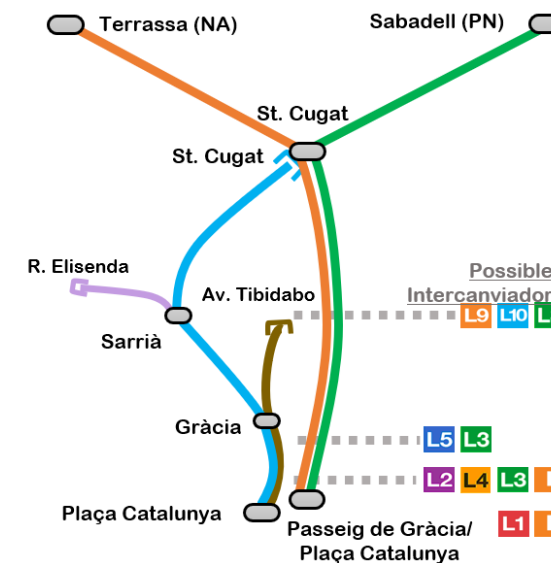 Terrassa (NA)
Sabadell (PN)
St. Cugat
St. Cugat
R. Elisenda
Av. Tibidabo
Possible
Intercanviador
L9 L10
Sarrià
Gràcia
L5 L3
L2 L4 L3
Plaça Catalunya
Passeig de Gràcia/
Plaça Catalunya
L1